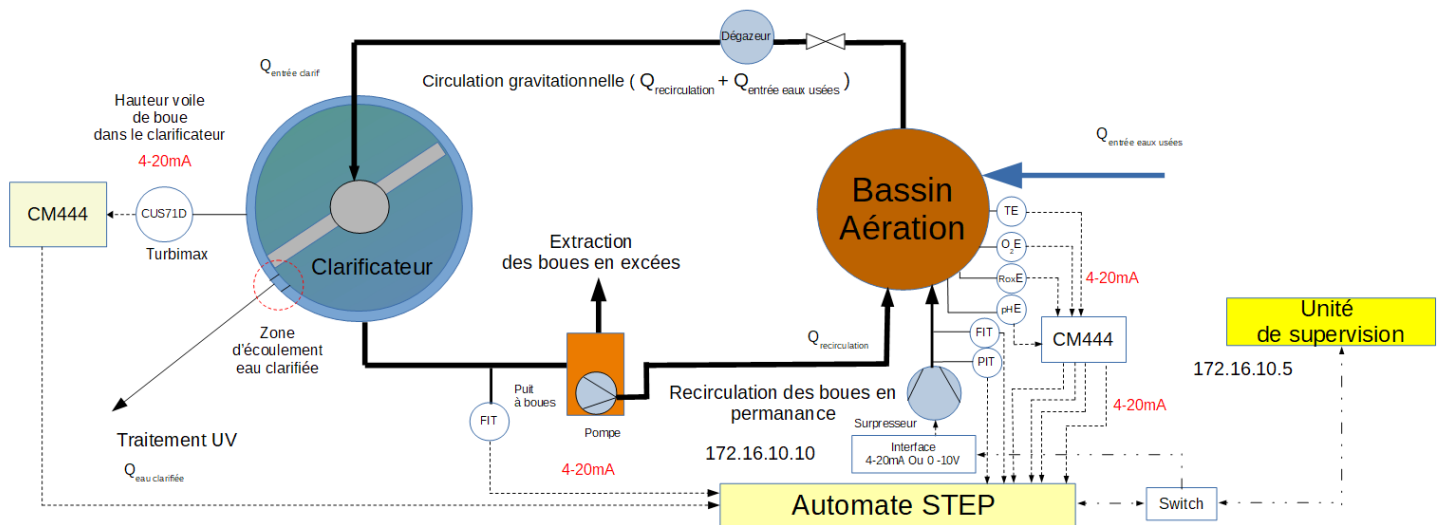 Dégazeur
Q entrée clarif
Circulation gravitationnelle ( Q recirculation + Q entrée eaux usées )
Hauteur voile
de boue
dans le clarificateur
4-20mA
CM444
CUS71D
Turbimax
Clarificateur
Zone
d'écoulement
eau clarifiée
Traitement UV
Q eau clarifiée
Extraction
des boues en excées
Puit
à boues
FIT
Pompe
4-20mA
Q recirculation
Recirculation des boues en
permanance
172.16.10.10
Bassin
Aération
Q entrée eaux usées
TE
O2E
RoxE
pHE
FIT
PIT
4-20mA
CM444
4-20mA
Surpresseur
Interface
4-20mA Ou 0 -10V
Automate STEP
Switch
Unité
de supervision
172.16.10.5